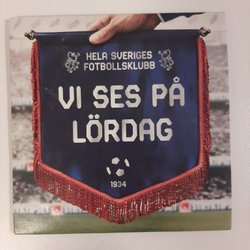 HELA SVERIGES
FOTBOLLSKLUBB
VI SES PÅ
LÖRDAG
1934